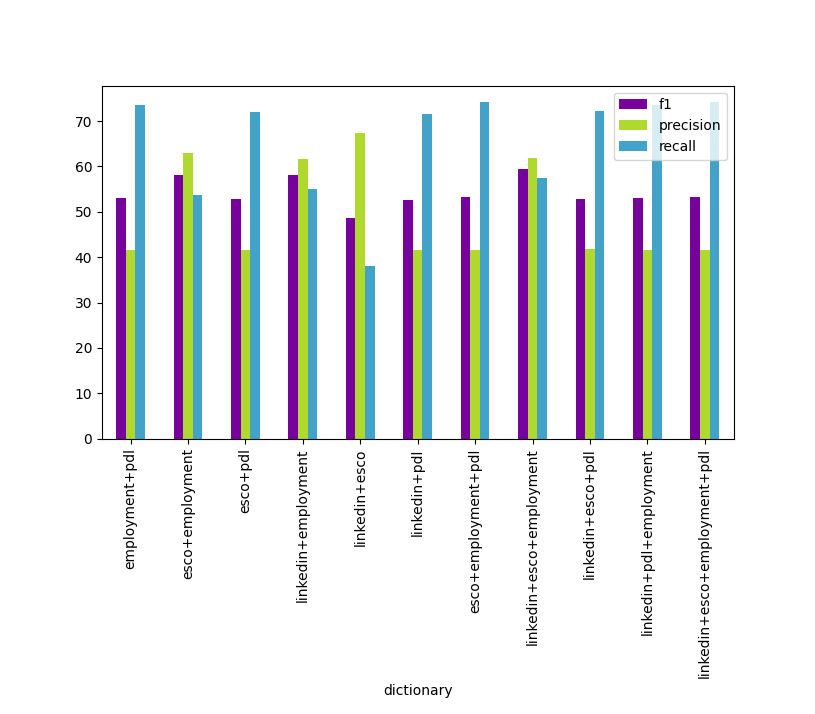 f1
precision
recall
70
60
50
40
30
20
10
0
employment+pdl
esco+employment
esco+pdl
linkedin+employment
linkedin+esco
linkedin+pdl
esco+employment+pdl
linkedin+esco+employment
linkedin+esco+pdl
linkedin+pdl+employment
linkedin+esco+employment+pdl
dictionary